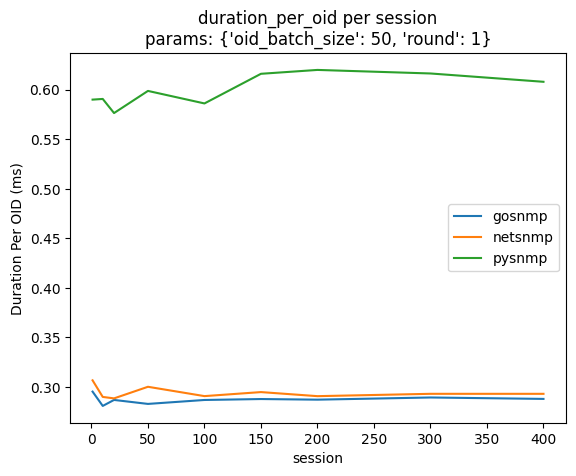 duration_per_oid per session
params: {'oid_batch_size': 50, 'round': 1}
Duration Per OID (ms)
0.60
0.55
0.50
0.45
0.40
0.35
0.30
gosnmp
netsnmp
pysnmp
0 50 100 150 200 250 300 350 400
session